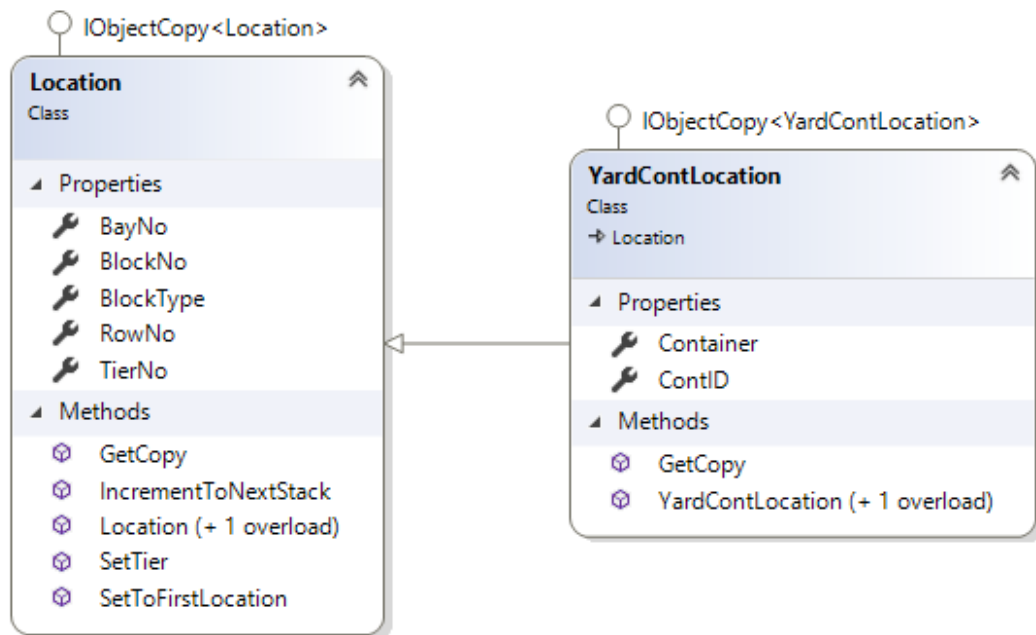 IObjectCopy<Location>
Location
Class
Properties
BayNo
BlockNo
BlockType
RowNo
TierNo
Methods
GetCopy
IncrementToNextStack
Location (+ 1 overload)
SetTier
SetToFirstLocation
IObjectCopy<YardContLocation>
YardContLocation
Class
Location
Properties
Container
ContID
Methods
GetCopy
YardContLocation (+ 1 overload)